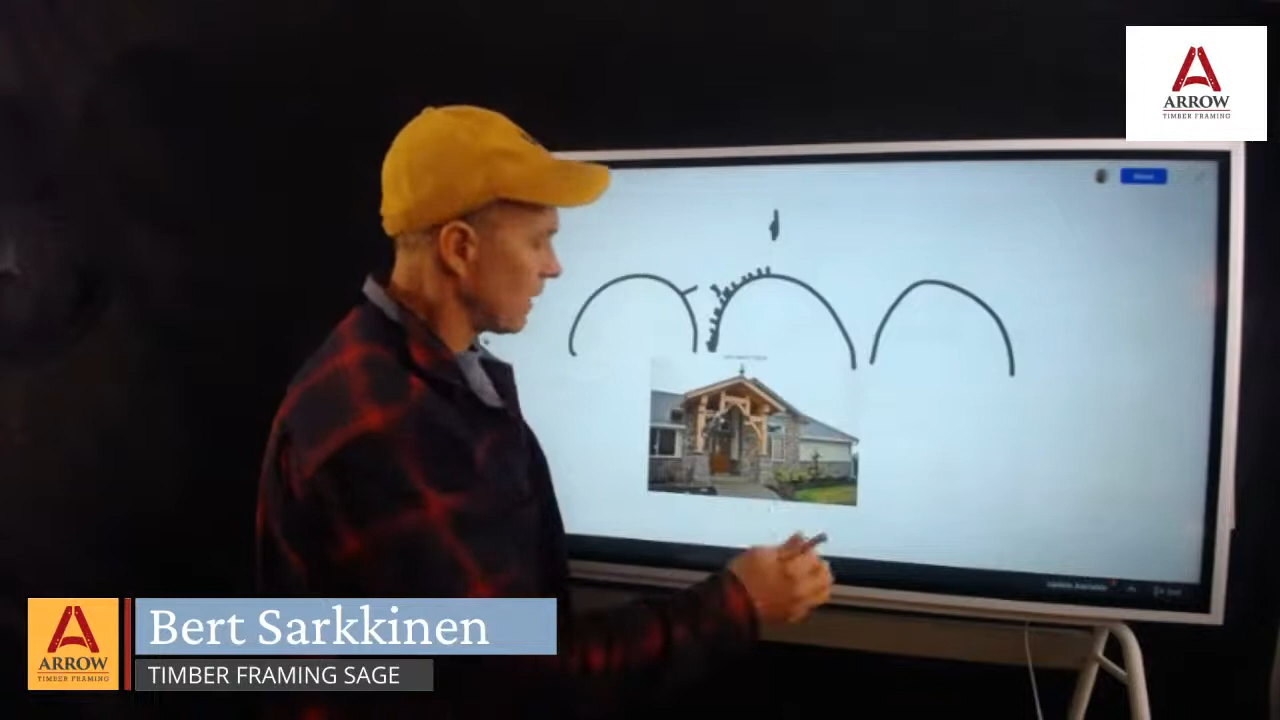 ARROW
TIMBER FRAMING
Bert Sarkkinen
TIMBER FRAMING SAGE
ARROW
TIMBER FRAMING